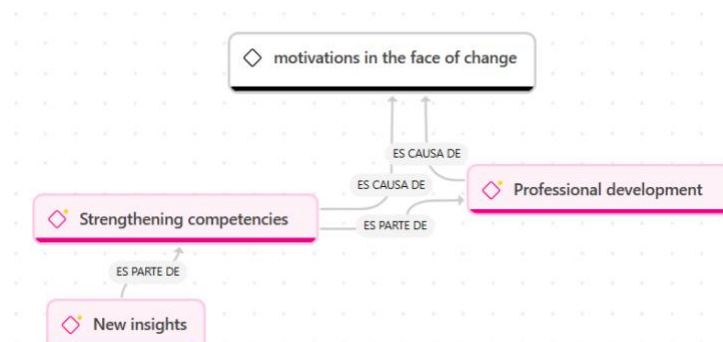 motivations in the face of change
ES CAUSA DE
ES CAUSA DE
Professional development
Strengthening competencies
ES PARTE DE
ES PARTE DE
New insights